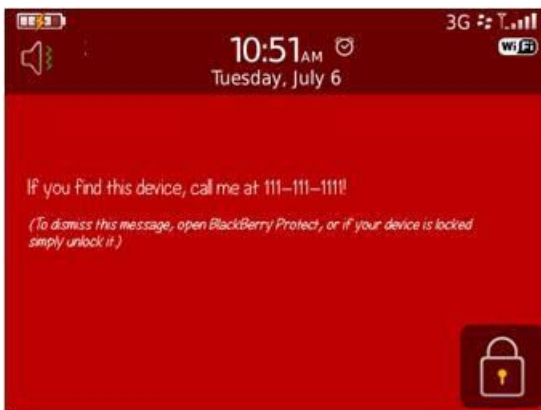 3G
10:51AM
WiFi
Tuesday, July 6
If you find this device, call me at 111-111-1111!
(To dismiss this message, open BlackBerry Protect, or if your device is locked
simply unlock it.)